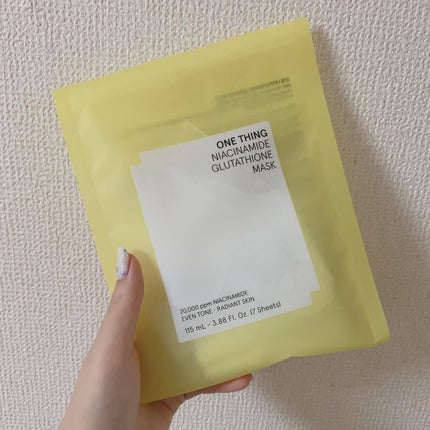 ONE THING
NIACINAMIDE
GLUTATHIONE
MASK
20,000 ppm NIACINAMIDE
EVEN TONE · RADIANT SKIN
115 mL - 3.88 Fl. Oz. (7 Sheets)